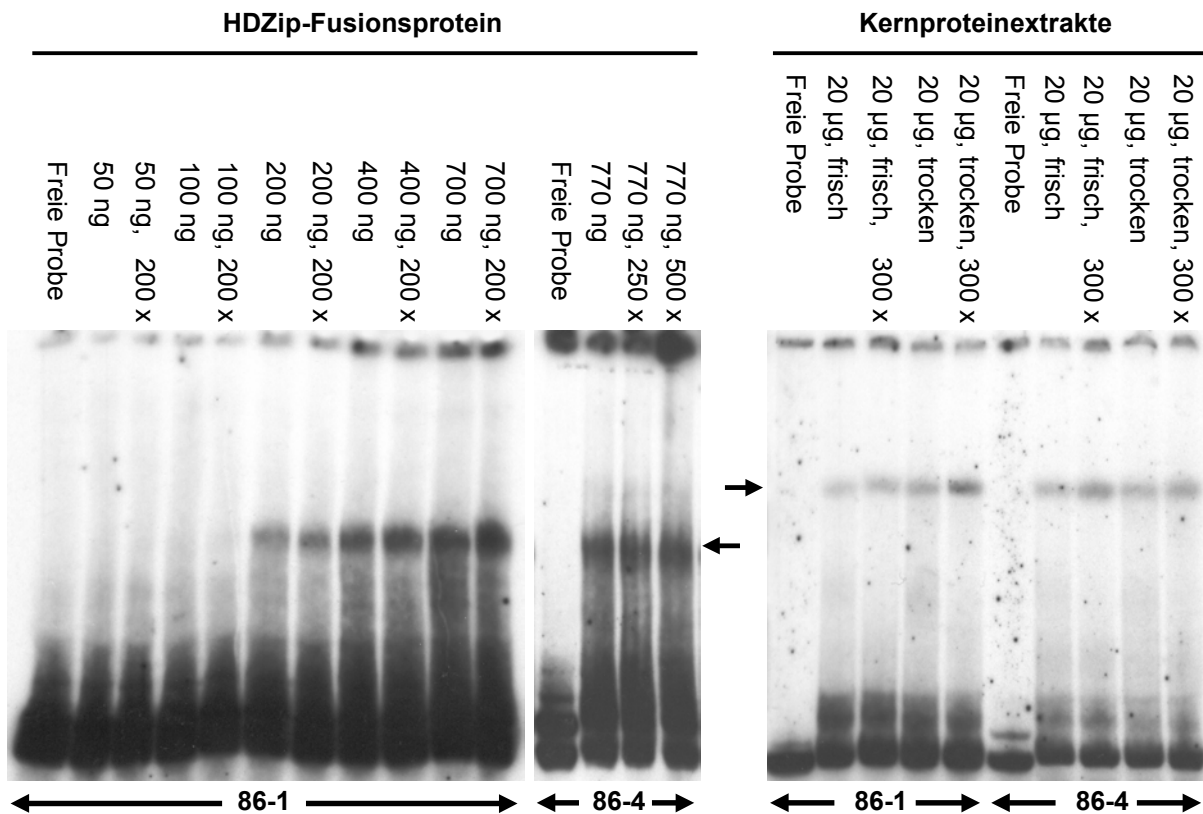 HDZip-Fusionsprotein
Kernproteinextrakte
Freie Probe
50 ng
50 ng, 200 x
100 ng
100 ng, 200 x
200 ng
200 ng, 200 x
400 ng
400 ng, 200 x
700 ng
700 ng, 200 x
Freie Probe
770 ng
770 ng, 250 x
770 ng, 500 x
Freie Probe
20 µg, frisch
20 µg, frisch, 300 x
20 µg, trocken
20 µg, trocken, 300 x
Freie Probe
20 µg, frisch
20 µg, frisch, 300 x
20 µg, trocken
20 µg, trocken, 300 x
86-1
86-4
86-1
86-4